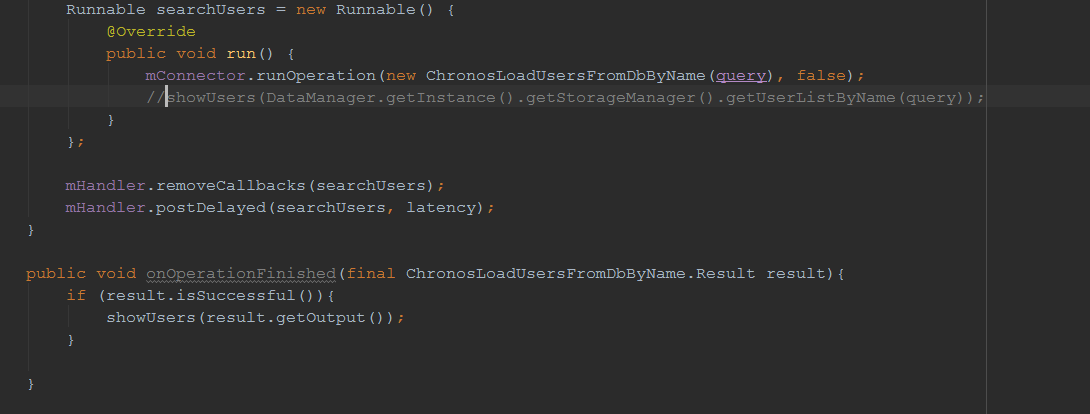 Runnable searchUsers = new Runnable() {
@Override
public void run() {
mConnector.runOperation(new ChronosLoadUsersFromDbByName(query), false);
//showUsers(DataManager.getInstance().getStorageManager().getUserListByName(query));
}
};
mHandler.removeCallbacks(searchUsers);
mHandler.postDelayed(searchUsers, latency);
}
public void onOperationFinished(final ChronosLoadUsersFromDbByName.Result result){
if (result.isSuccessful()){
showUsers(result.getOutput());
}
}